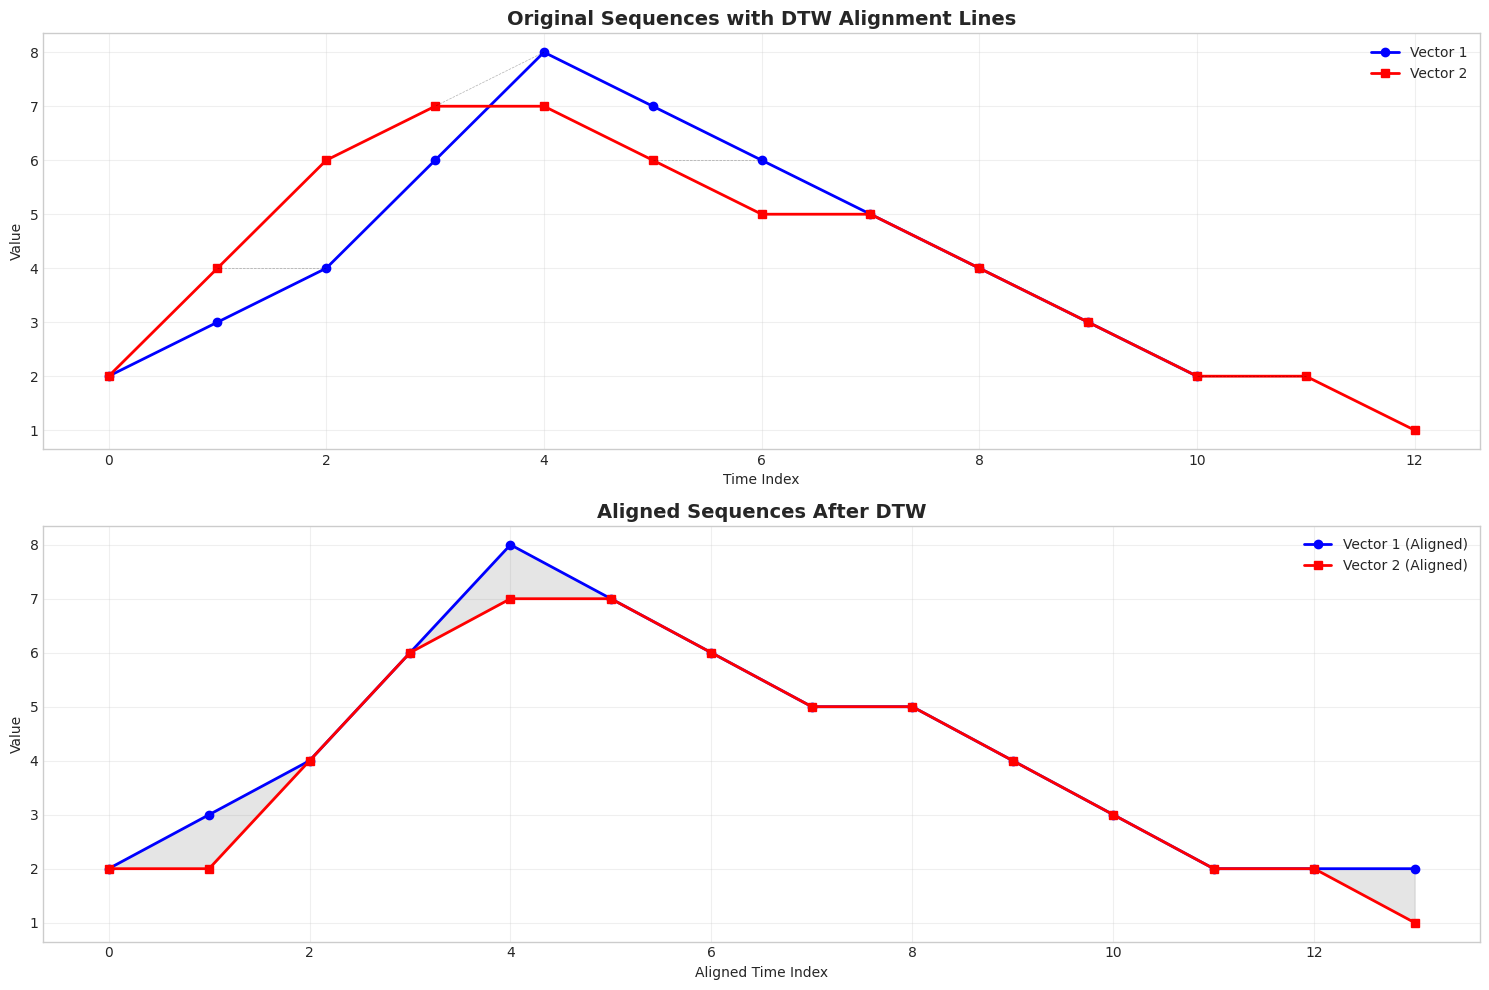 Original Sequences with DTW Alignment Lines
Vector 1
Vector 2
8
7
6
5
4
3
2
1
Value
0 2 4 6 8 10 12
Time Index
Aligned Sequences After DTW
Vector 1 (Aligned)
Vector 2 (Aligned)
8
7
6
5
4
3
2
1
Value
0 2 4 6 8 10 12
Aligned Time Index